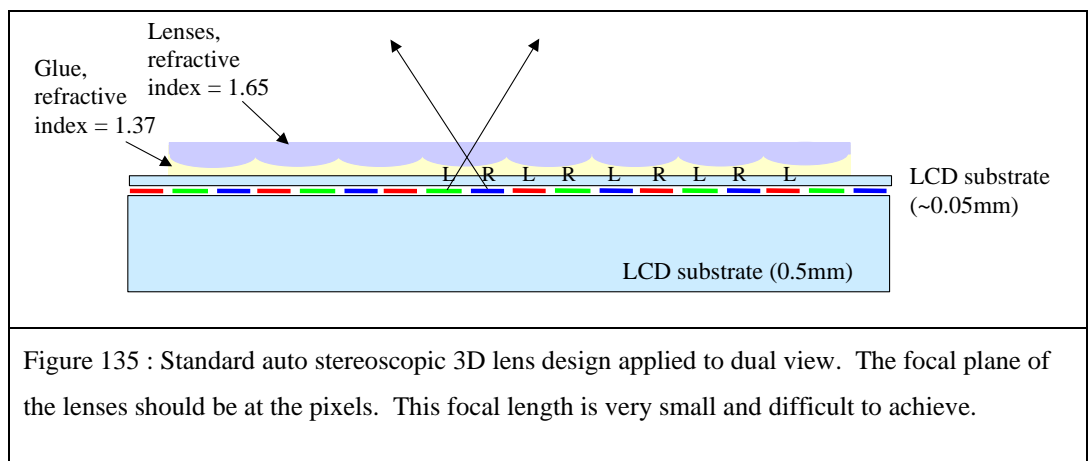 Lenses,
refractive
index = 1.65
Glue,
refractive
index = 1.37
L R L R L R L R L
LCD substrate
(~0.05mm)
LCD substrate (0.5mm)
Figure 135 : Standard auto stereoscopic 3D lens design applied to dual view. The focal plane of
the lenses should be at the pixels. This focal length is very small and difficult to achieve.